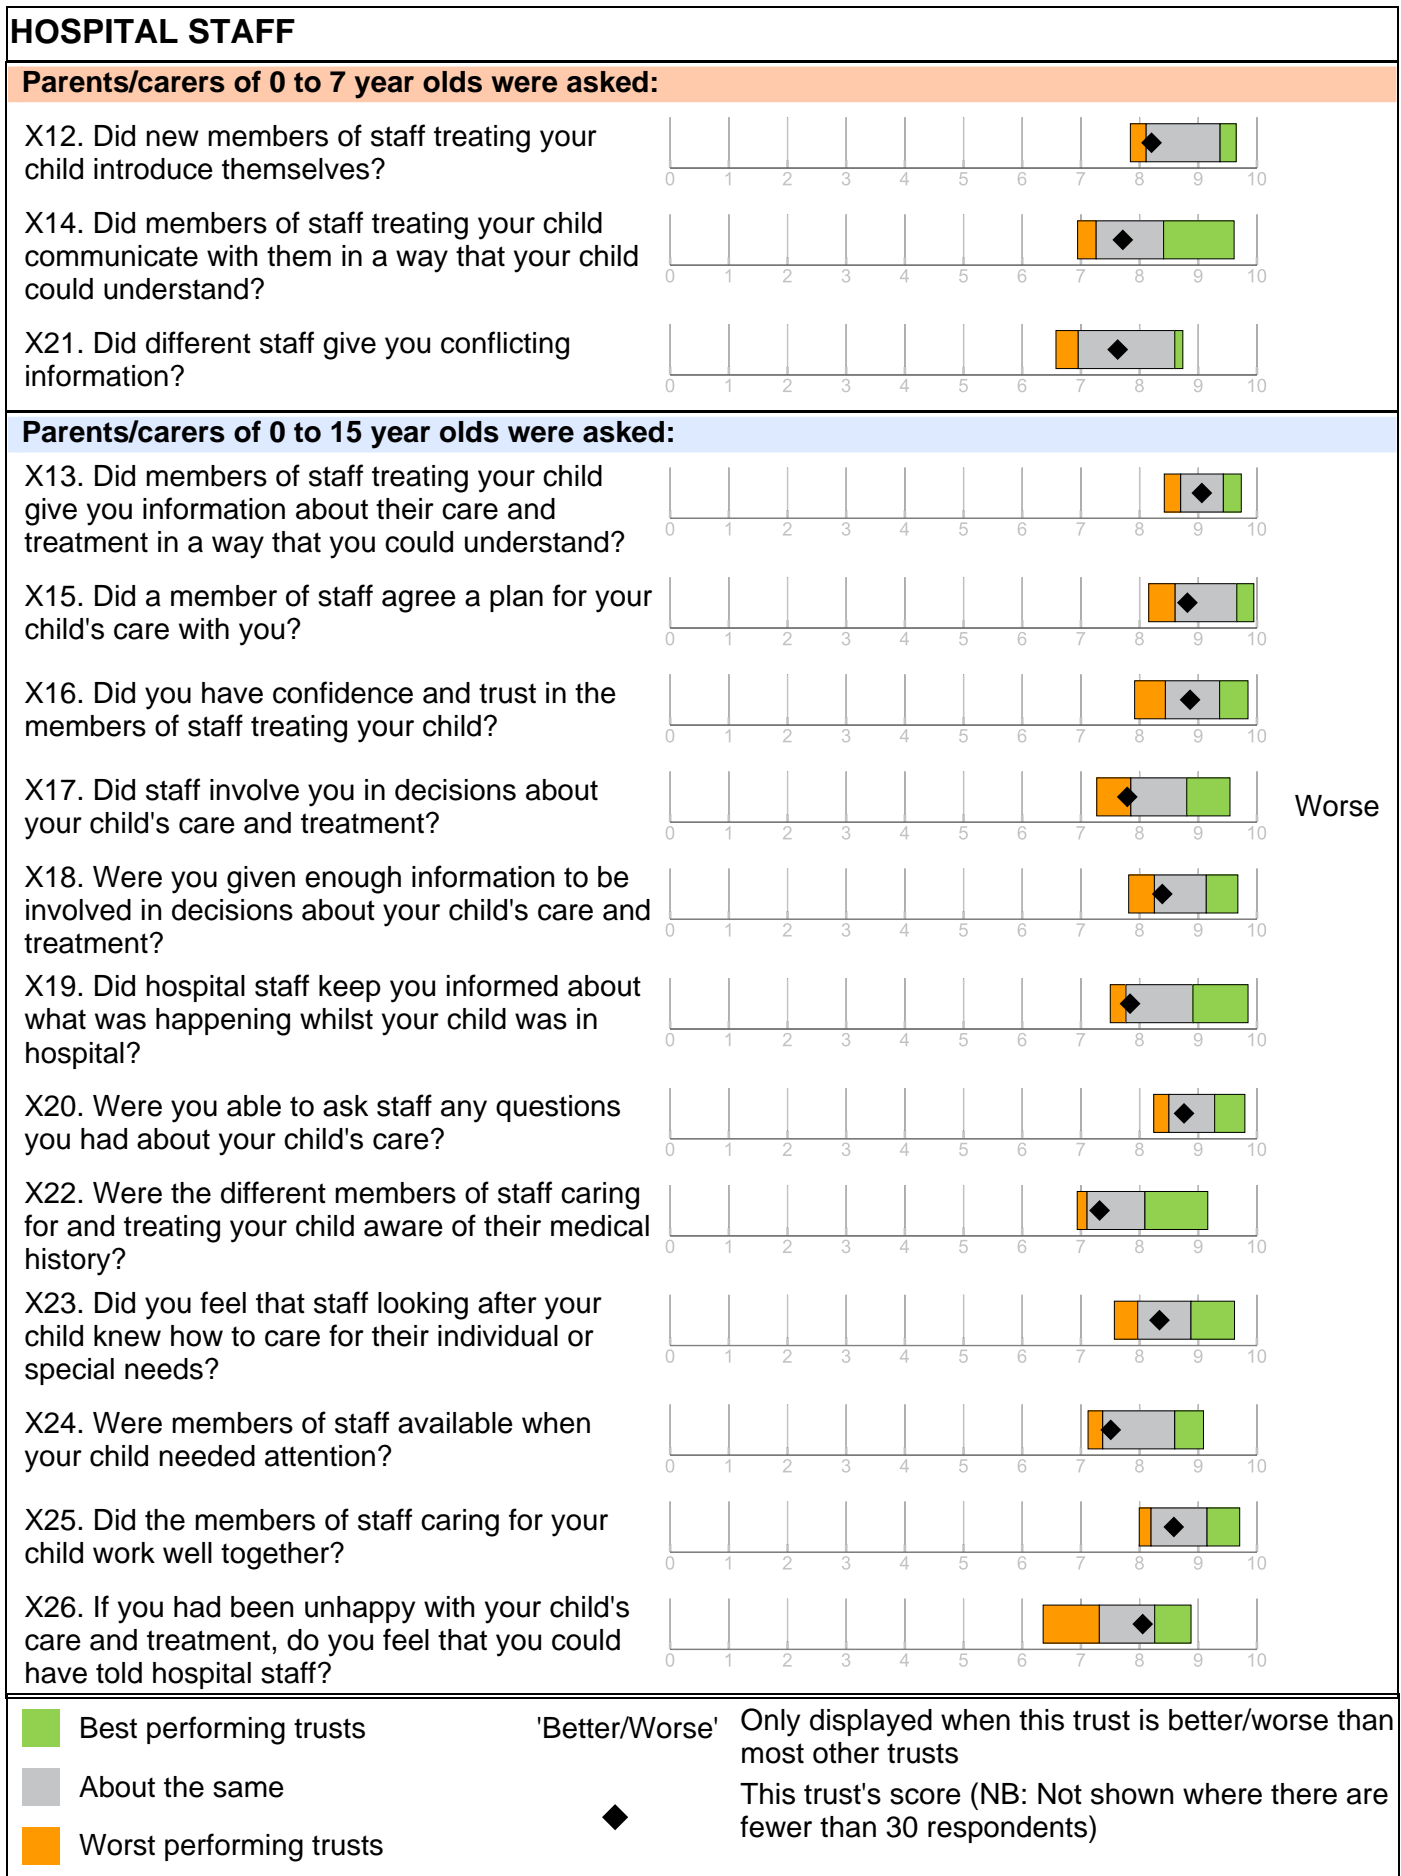 HOSPITAL STAFF
Parents/carers of 0 to 7 year olds were asked:
X12. Did new members of staff treating your
child introduce themselves?
0 1 2 3 4 5 6 7 8 9 10
X14. Did members of staff treating your child
communicate with them in a way that your child
could understand?
0 1 2 3 4 5 6 7 8 9 10
X21. Did different staff give you conflicting
information?
0 1 2 3 4 5 6 7 8 9 10
Parents/carers of 0 to 15 year olds were asked:
X13. Did members of staff treating your child
give you information about their care and
treatment in a way that you could understand?
0 1 2 3 4 5 6 7 8 9 10
X15. Did a member of staff agree a plan for your
child's care with you?
0 1 2 3 4 5 6 7 8 9 10
X16. Did you have confidence and trust in the
members of staff treating your child?
0 1 2 3 4 5 6 7 8 9 10
X17. Did staff involve you in decisions about
your child's care and treatment?
0 1 2 3 4 5 6 7 8 9 10
Worse
X18. Were you given enough information to be
involved in decisions about your child's care and
treatment?
0 1 2 3 4 5 6 7 8 9 10
X19. Did hospital staff keep you informed about
what was happening whilst your child was in
hospital?
0 1 2 3 4 5 6 7 8 9 10
X20. Were you able to ask staff any questions
you had about your child's care?
0 1 2 3 4 5 6 7 8 9 10
X22. Were the different members of staff caring
for and treating your child aware of their medical
history?
0 1 2 3 4 5 6 7 8 9 10
X23. Did you feel that staff looking after your
child knew how to care for their individual or
special needs?
0 1 2 3 4 5 6 7 8 9 10
X24. Were members of staff available when
your child needed attention?
0 1 2 3 4 5 6 7 8 9 10
X25. Did the members of staff caring for your
child work well together?
0 1 2 3 4 5 6 7 8 9 10
X26. If you had been unhappy with your child's
care and treatment, do you feel that you could
have told hospital staff?
0 1 2 3 4 5 6 7 8 9 10
Best performing trusts
About the same
Worst performing trusts
'Better/Worse'
Only displayed when this trust is better/worse than
most other trusts
This trust's score (NB: Not shown where there are
fewer than 30 respondents)